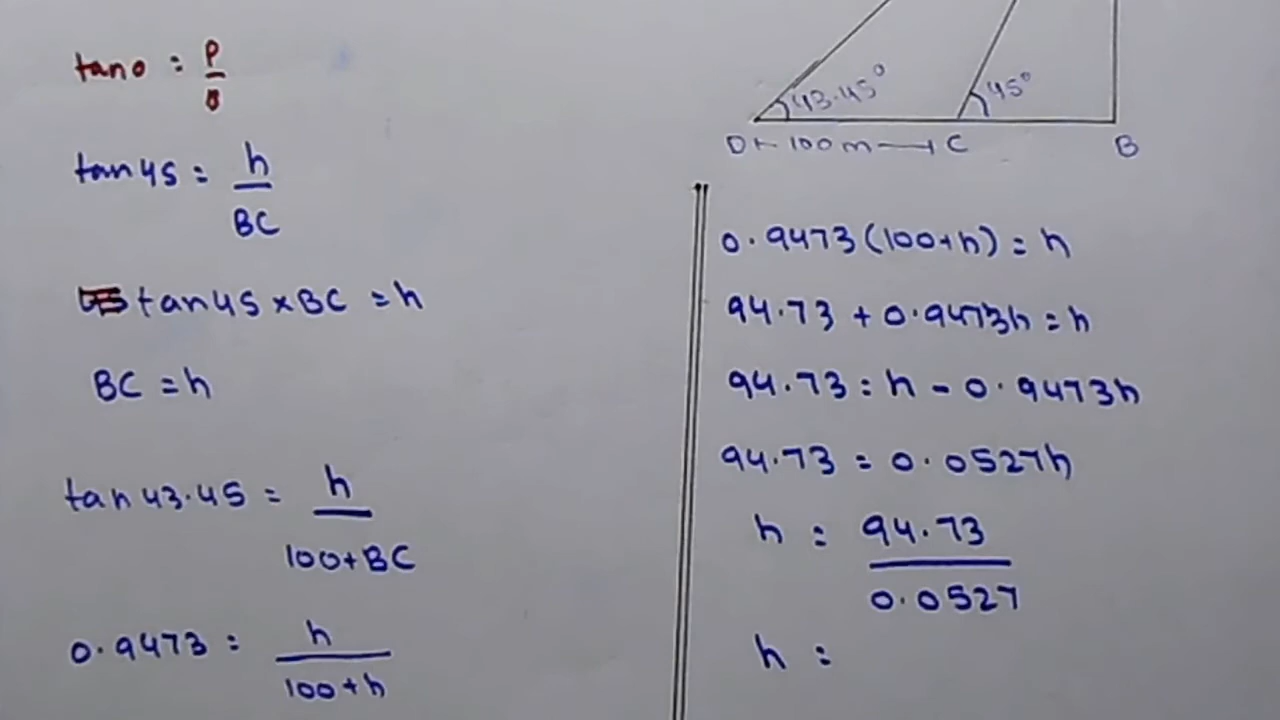 tanθ = P/B
tan45 = h/BC
tan45 × BC = h
BC = h
tan43.45 = h/100+BC
0.9473 = h/100+h
43.45° 45°
D 100m C B
0.9473(100+h) = h
94.73 + 0.9473h = h
94.73 = h - 0.9473h
94.73 = 0.0527h
h = 94.73/0.0527
h =